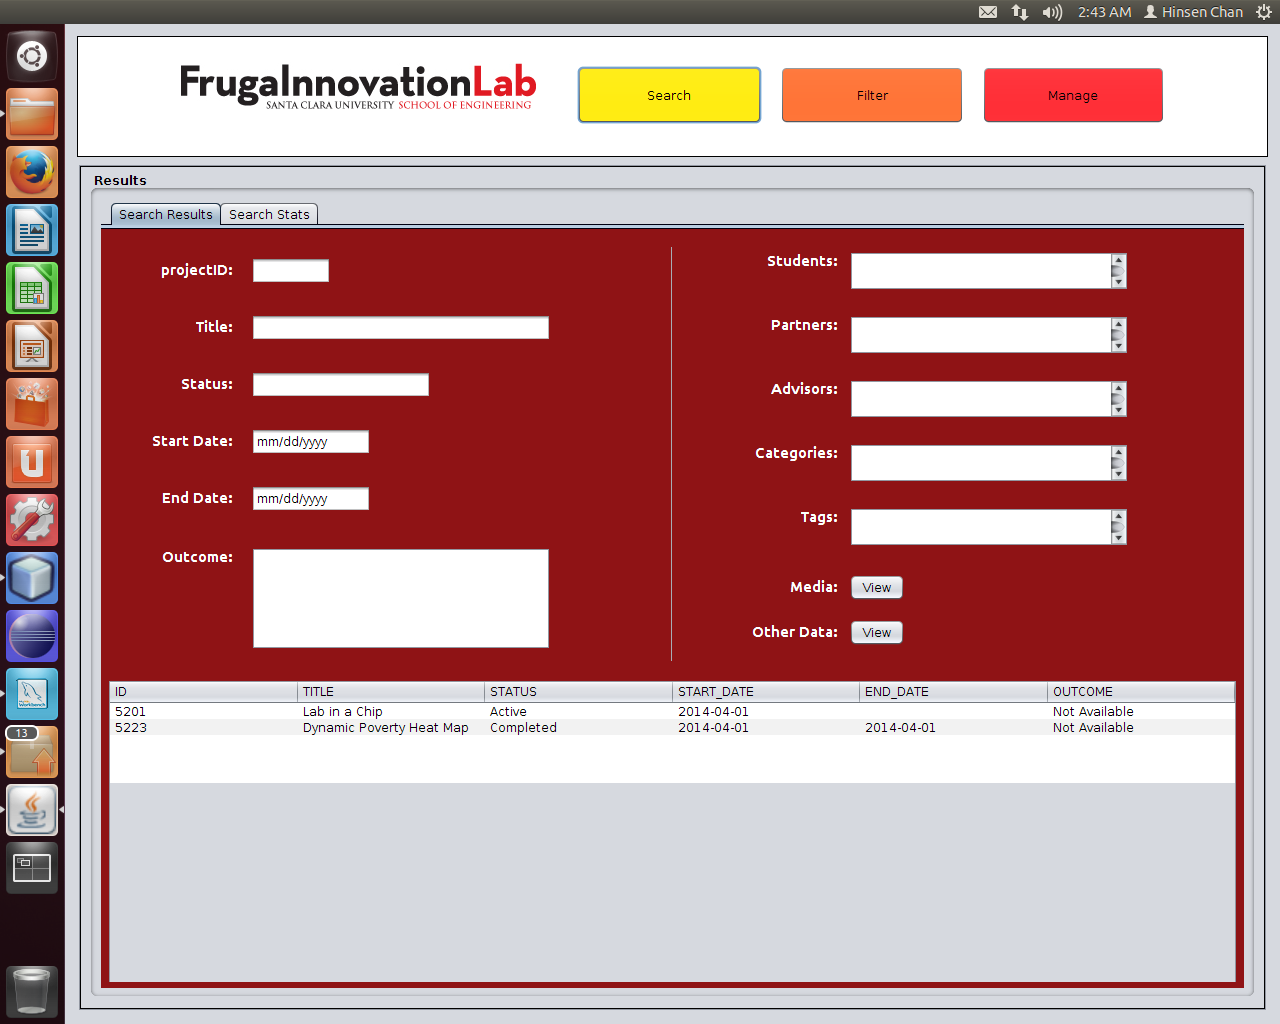 2:43 AM Hinsen Chan
FrugalInnovationLab
SANTA CLARA UNIVERSITY SCHOOL OF ENGINEERING
Search Filter Manage
Results
Search Results Search Stats
projectID:
Title:
Status:
Start Date: mm/dd/yyyy
End Date: mm/dd/yyyy
Outcome:
Students:
Partners:
Advisors:
Categories:
Tags:
Media: View
Other Data: View
ID TITLE STATUS START_DATE END_DATE OUTCOME
5201 Lab in a Chip Active 2014-04-01 Not Available
5223 Dynamic Poverty Heat Map Completed 2014-04-01 2014-04-01 Not Available
13